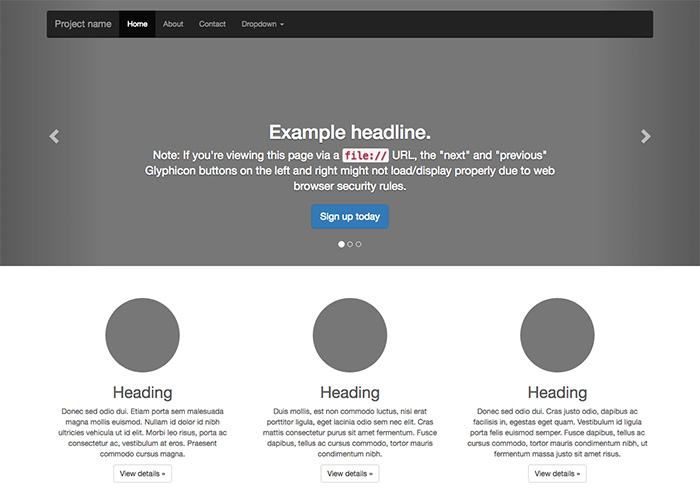 Project name Home About Contact Dropdown
Example headline.
Note: If you're viewing this page via a file:// URL, the "next" and "previous"
Glyphicon buttons on the left and right might not load/display properly due to web
browser security rules.
Sign up today
Heading
Donec sed odio dui. Etiam porta sem malesuada
magna mollis euismod. Nullam id dolor id nibh
ultricies vehicula ut id elit. Morbi leo risus, porta ac
consectetur ac, vestibulum at eros. Praesent
commodo cursus magna.
View details »
Heading
Duis mollis, est non commodo luctus, nisi erat
porttitor ligula, eget lacinia odio sem nec elit. Cras
mattis consectetur purus sit amet fermentum. Fusce
dapibus, tellus ac cursus commodo, tortor mauris
condimentum nibh.
View details »
Heading
Donec sed odio dui. Cras justo odio, dapibus ac
facilisis in, egestas eget quam. Vestibulum id ligula
porta felis euismod semper. Fusce dapibus, tellus ac
cursus commodo, tortor mauris condimentum nibh, ut
fermentum massa justo sit amet risus.
View details »